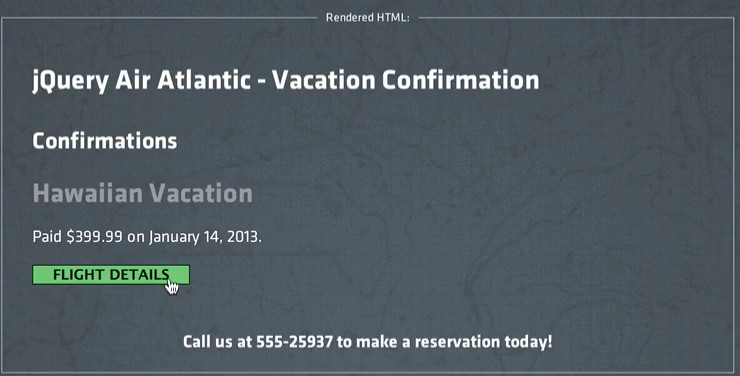 Rendered HTML:
jQuery Air Atlantic - Vacation Confirmation
Confirmations
Hawaiian Vacation
Paid $399.99 on January 14, 2013.
FLIGHT DETAILS
Call us at 555-25937 to make a reservation today!